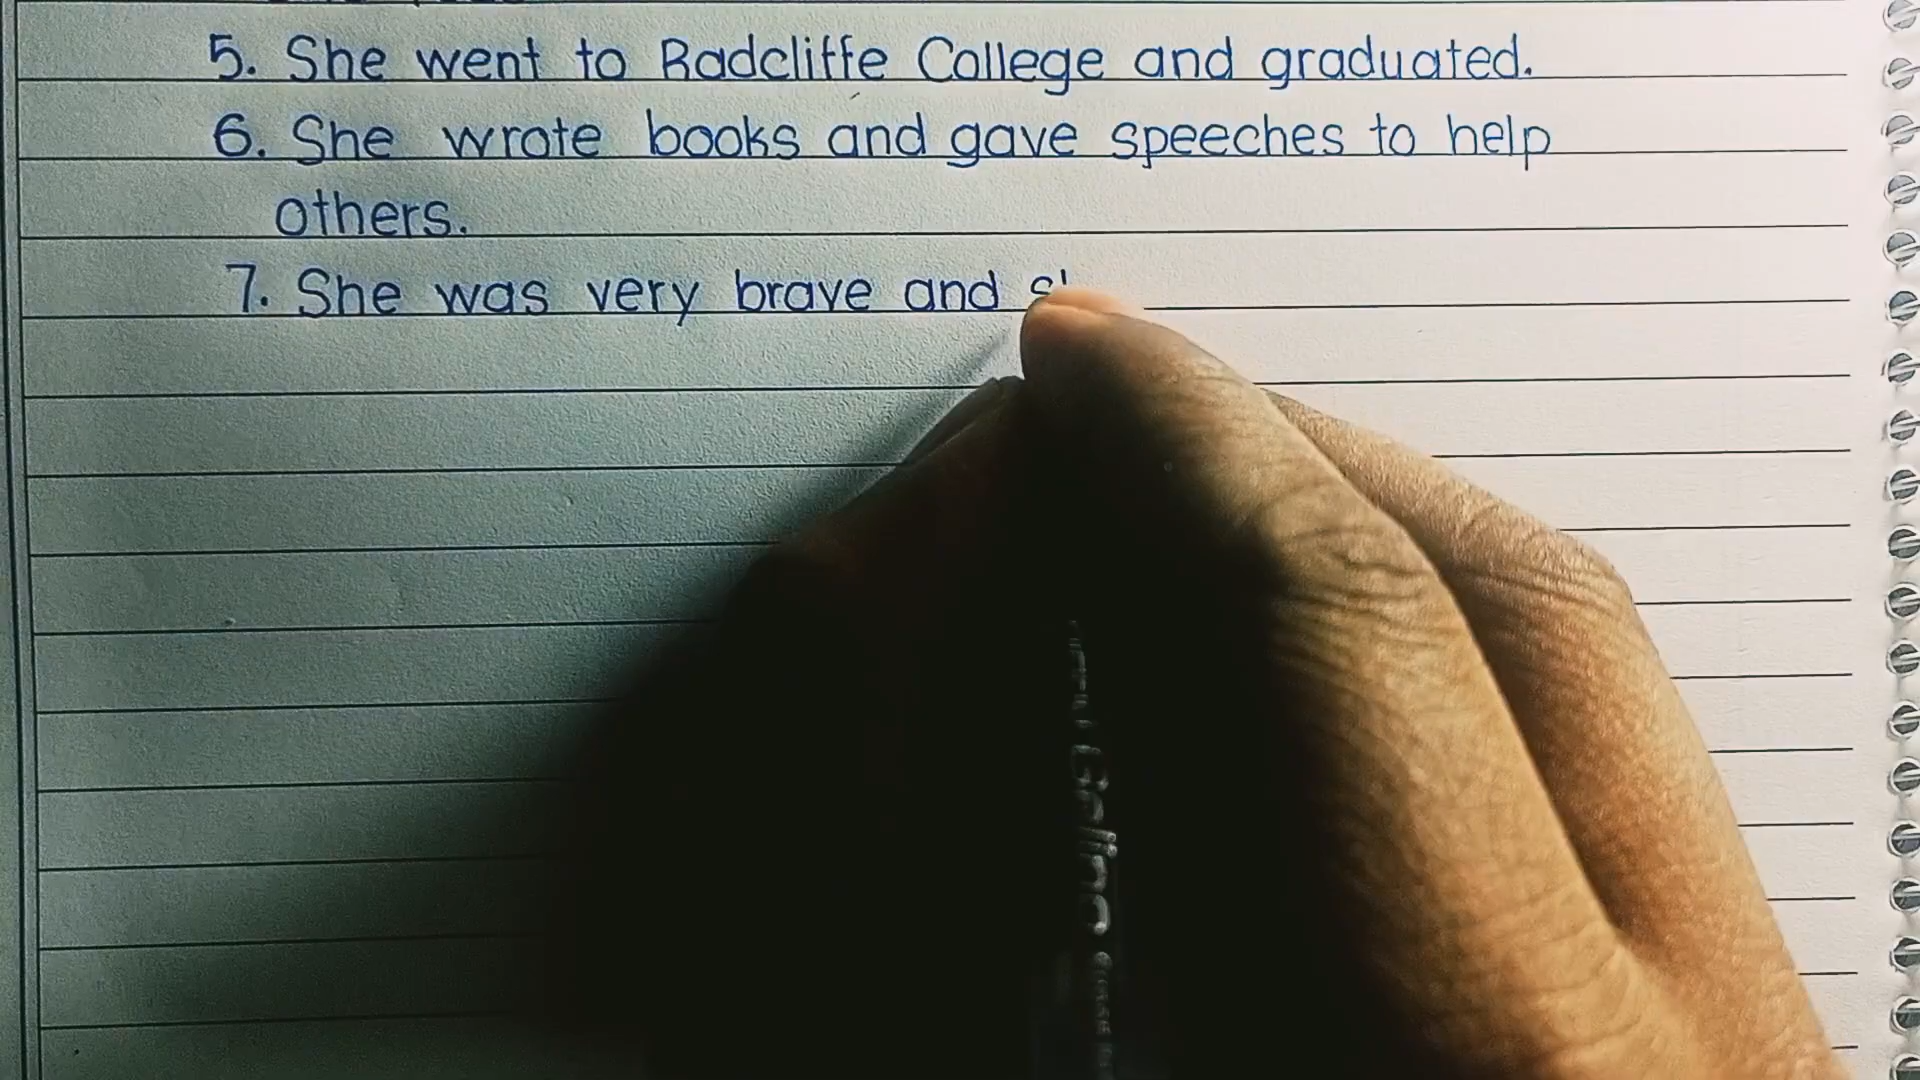 5. She went to Radcliffe College and graduated.
6. She wrote books and gave speeches to help
others.
7. She was very brave and